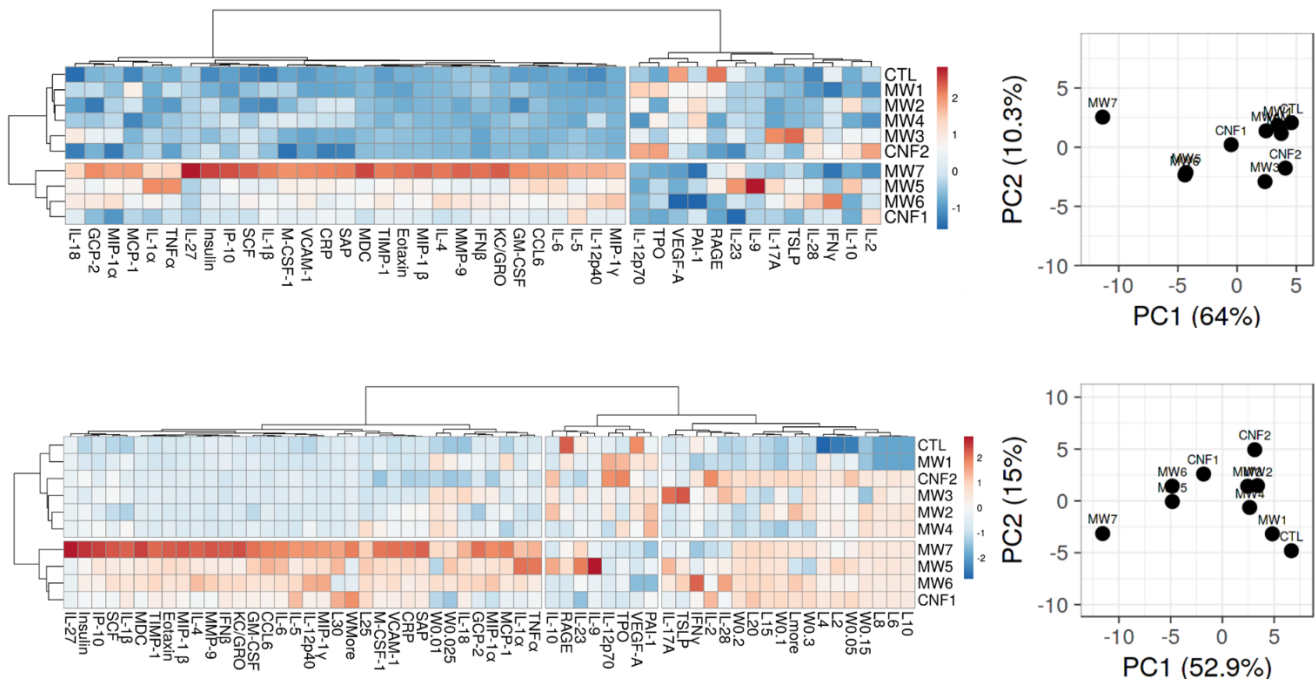 CTL
MW1
MW2
MW4
MW3
CNF2
MW7
MW5
MW6
CNF1
2
1
0
-1
IL-18
GCP-2
MIP-1α
MCP-1
IL-1α
TNFα
IL-27
Insulin
IP-10
SCF
IL-1β
M-CSF-1
VCAM-1
CRP
SAP
MDC
TIMP-1
Eotaxin
MIP-1 β
IL-4
MMP-9
IFNβ
KC/GRO
GM-CSF
CCL6
IL-6
IL-5
IL-12p40
MIP-1γ
IL-12p70
TPO
VEGF-A
PAI-1
RAGE
IL-23
IL-9
IL-17A
TSLP
IL-28
IFNγ
IL-10
IL-2
PC2 (10.3%)
5
0
-5
-10
MW7
CTL
CNF1
CNF2
MW3
-10
-5
0
5
PC1 (64%)
CTL
MW1
CNF2
MW3
MW2
MW4
MW7
MW5
MW6
CNF1
2
1
0
-1
-2
IL-27
Insulin
IP-10
SCF
IL-1β
MDC
TIMP-1
Eotaxin
MIP-1 β
IL-4
MMP-9
IFNβ
KC/GRO
GM-CSF
CCL6
IL-6
IL-5
IL-12p40
MIP-1γ
L30
WMore
L25
M-CSF-1
VCAM-1
CRP
SAP
W0.01
W0.025
IL-18
GCP-2
MIP-1α
MCP-1
IL-1α
TNFα
IL-10
RAGE
IL-23
IL-9
IL-12p70
TPO
VEGF-A
PAI-1
IL-17A
TSLP
IFNγ
IL-2
IL-28
W0.2
L20
L15
W0.1
Lmore
W0.3
L4
L2
W0.05
W0.15
L8
L6
L10
PC2 (15%)
10
5
0
-5
-10
CNF2
CNF1
MW6
MW5
MW2
MW4
MW7
MW1
CTL
-10
-5
0
5
PC1 (52.9%)